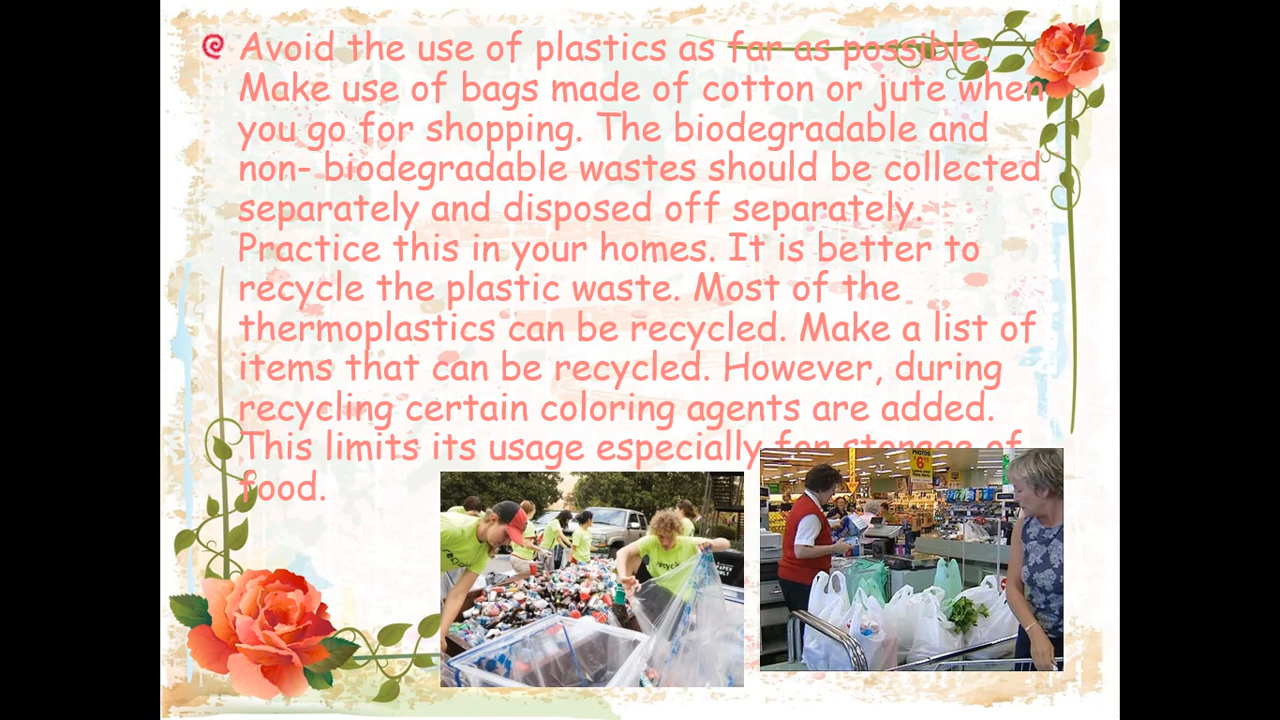 Avoid the use of plastics as far as possible.
Make use of bags made of cotton or jute when
you go for shopping. The biodegradable and
non- biodegradable wastes should be collected
separately and disposed off separately.
Practice this in your homes. It is better to
recycle the plastic waste. Most of the
thermoplastics can be recycled. Make a list of
items that can be recycled. However, during
recycling certain coloring agents are added.
This limits its usage especially for storage of
food.
PHOTOS
6
recycle
ONLY